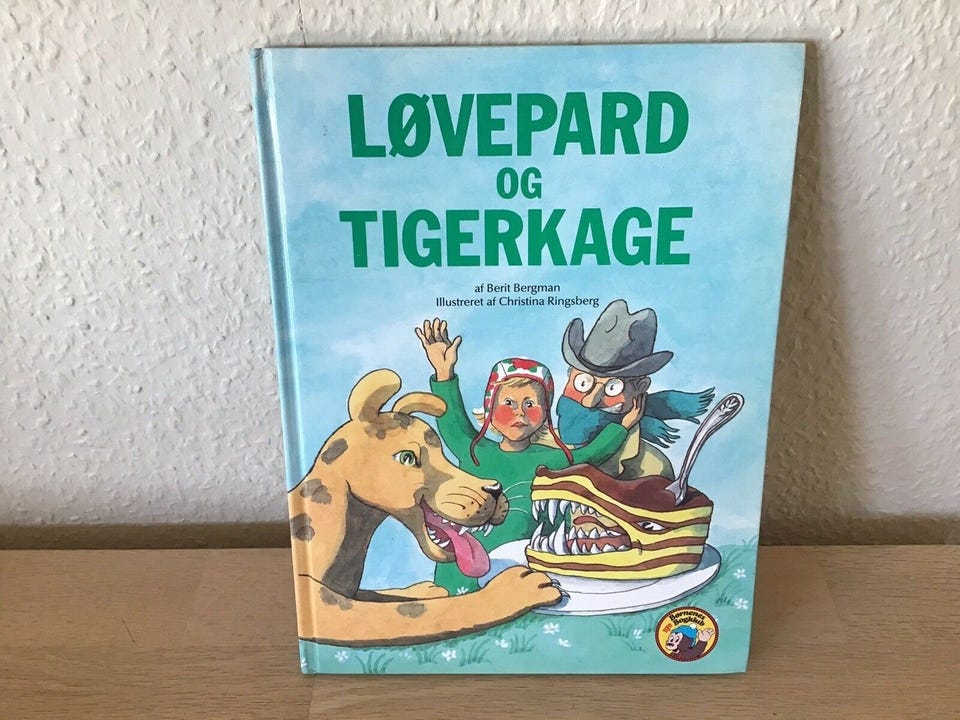 LØVEPARD
OG
TIGERKAGE
af Berit Bergman
Illustreret af Christina Ringsberg
Børnenes
Bogklub